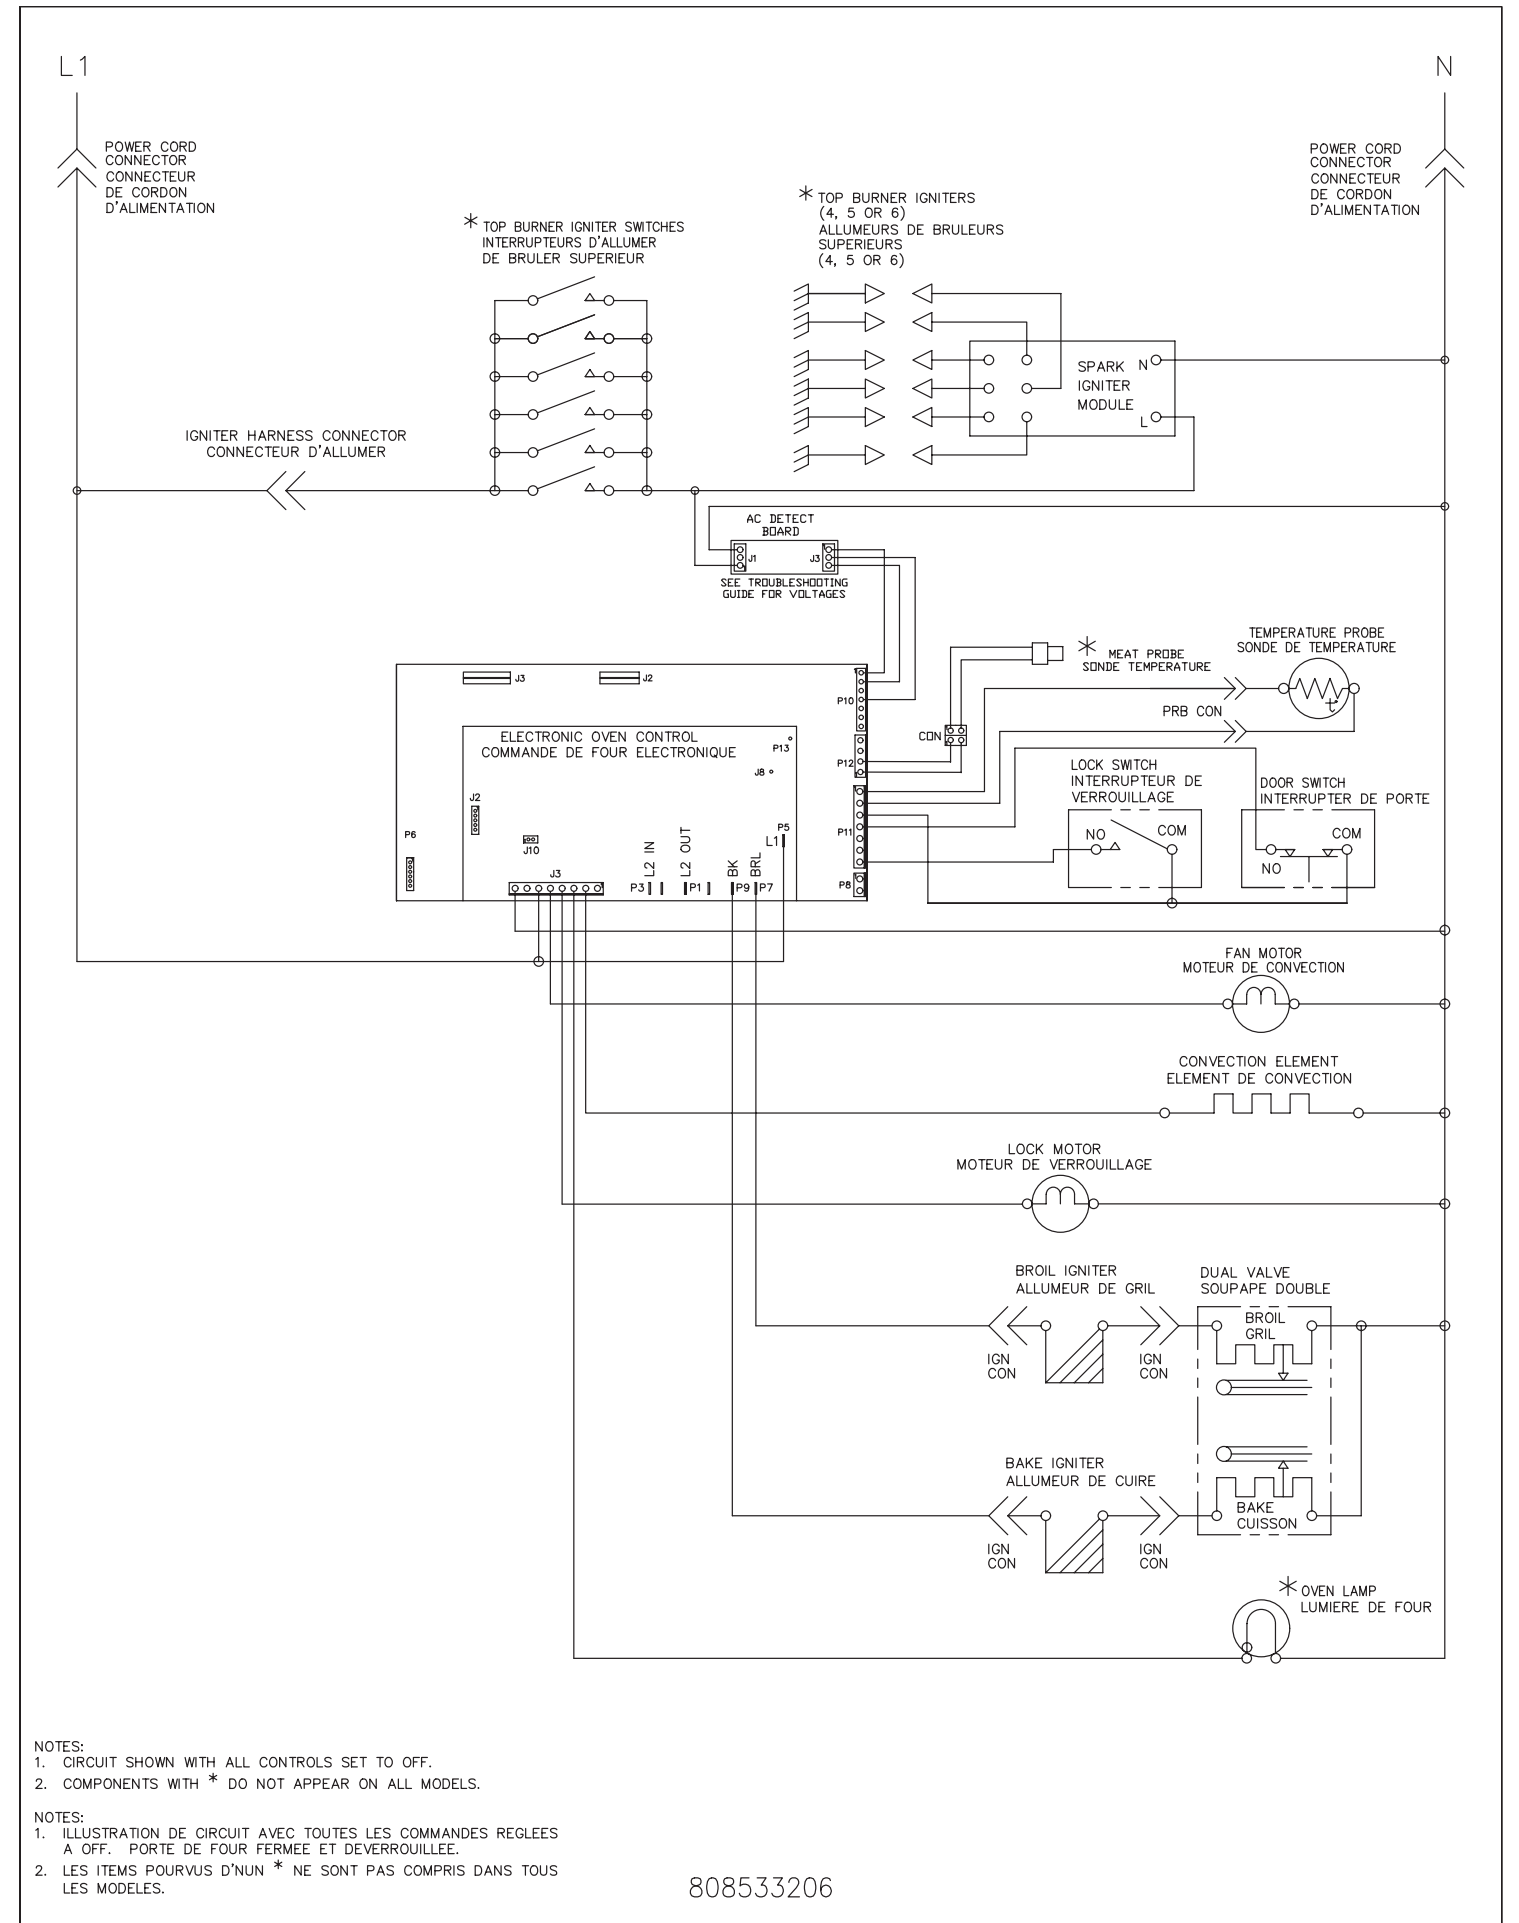 L1
N
POWER CORD
CONNECTOR
CONNECTEUR
DE CORDON
D'ALIMENTATION
POWER CORD
CONNECTOR
CONNECTEUR
DE CORDON
D'ALIMENTATION
* TOP BURNER IGNITER SWITCHES
INTERRUPTEURS D'ALLUMER
DE BRULER SUPERIEUR
* TOP BURNER IGNITERS
(4, 5 OR 6)
ALLUMEURS DE BRULEURS
SUPERIEURS
(4, 5 OR 6)
SPARK
IGNITER
MODULE
N
L
IGNITER HARNESS CONNECTOR
CONNECTEUR D'ALLUMER
AC DETECT
BOARD
J1
J3
SEE TROUBLESHOOTING
GUIDE FOR VOLTAGES
* MEAT PROBE
SONDE TEMPERATURE
TEMPERATURE PROBE
SONDE DE TEMPERATURE
t°
PRB CON
CON
J3
J2
P10
ELECTRONIC OVEN CONTROL
COMMANDE DE FOUR ELECTRONIQUE
P13
P12
J8
J2
P6
J10
P5
L1
P11
L2 IN
L2 OUT
BK
BRL
J3
P3
P1
P9
P7
P8
LOCK SWITCH
INTERRUPTEUR DE
VERROUILLAGE
NO
COM
DOOR SWITCH
INTERRUPTER DE PORTE
COM
NO
FAN MOTOR
MOTEUR DE CONVECTION
CONVECTION ELEMENT
ELEMENT DE CONVECTION
LOCK MOTOR
MOTEUR DE VERROUILLAGE
BROIL IGNITER
ALLUMEUR DE GRIL
IGN
CON
IGN
CON
DUAL VALVE
SOUPAPE DOUBLE
BROIL
GRIL
BAKE IGNITER
ALLUMEUR DE CUIRE
IGN
CON
IGN
CON
BAKE
CUISSON
* OVEN LAMP
LUMIERE DE FOUR
NOTES:
1. CIRCUIT SHOWN WITH ALL CONTROLS SET TO OFF.
2. COMPONENTS WITH * DO NOT APPEAR ON ALL MODELS.
NOTES:
1. ILLUSTRATION DE CIRCUIT AVEC TOUTES LES COMMANDES REGLEES
A OFF. PORTE DE FOUR FERMEE ET DEVERROUILLEE.
2. LES ITEMS POURVUS D'NUN * NE SONT PAS COMPRIS DANS TOUS
LES MODELES.
808533206